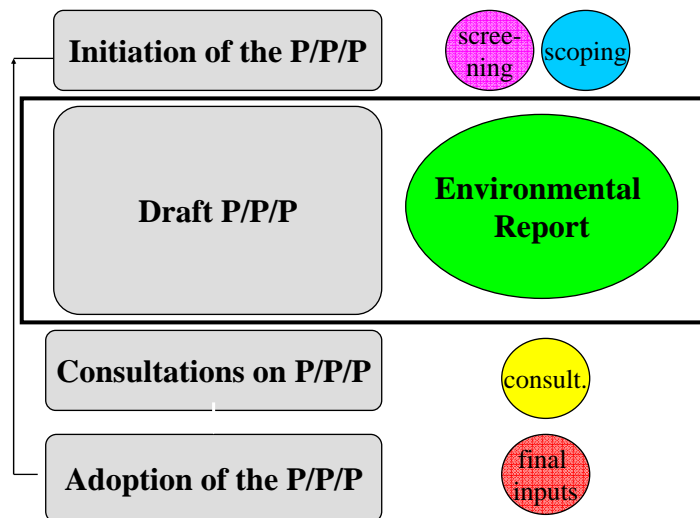 Initiation of the P/P/P
scree-
ning
scoping
Draft P/P/P
Environmental
Report
Consultations on P/P/P
consult.
Adoption of the P/P/P
final
inputs